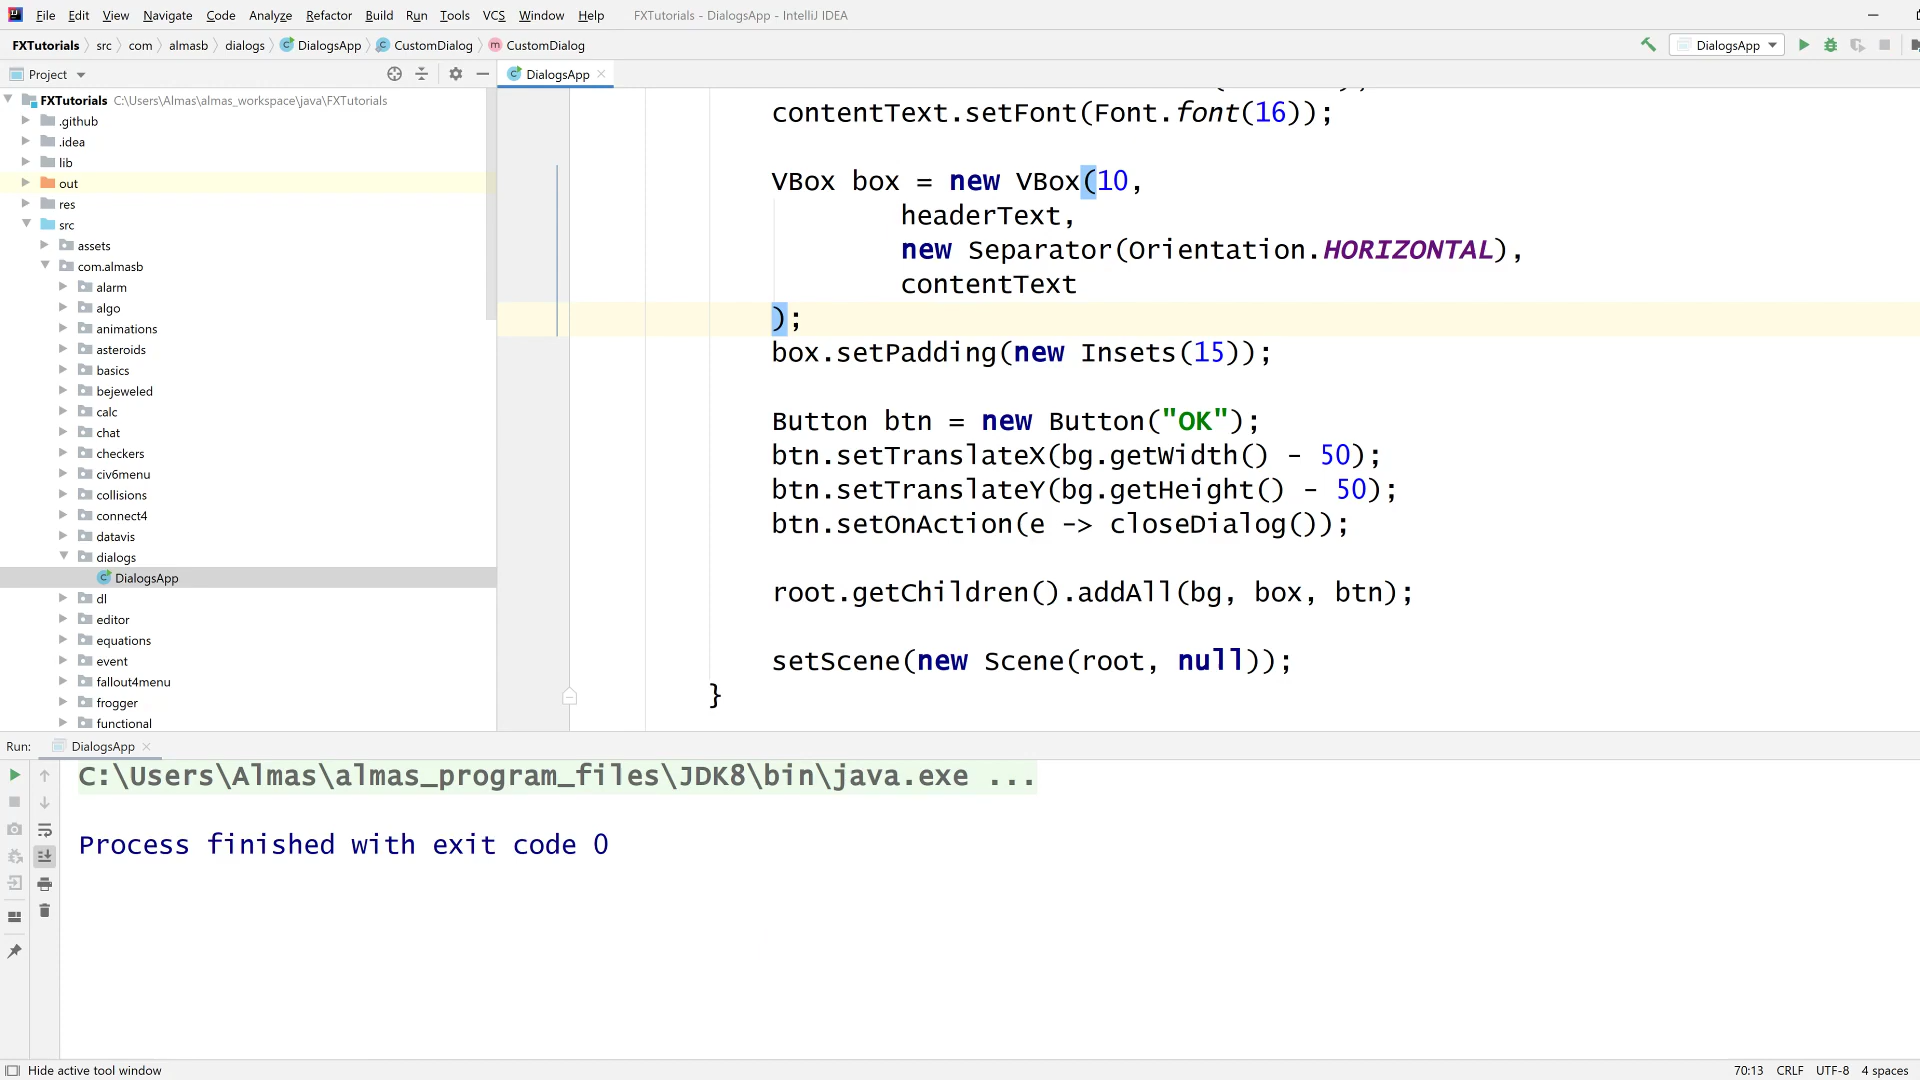 File Edit View Navigate Code Analyze Refactor Build Run Tools VCS Window Help FXTutorials - DialogsApp - IntelliJ IDEA
FXTutorials src com almasb dialogs DialogsApp CustomDialog CustomDialog DialogsApp
Project DialogsApp
FXTutorials C:\Users\Almas\almas_workspace\java\FXTutorials
.github
.idea
lib
out
res
src
assets
com.almasb
alarm
algo
animations
asteroids
basics
bejeweled
calc
chat
checkers
civ6menu
collisions
connect4
datavis
dialogs
DialogsApp
dl
editor
equations
event
fallout4menu
frogger
functional
contentText.setFont(Font.font(16));
VBox box = new VBox(10,
headerText,
new Separator(Orientation.HORIZONTAL),
contentText
);
box.setPadding(new Insets(15));
Button btn = new Button("OK");
btn.setTranslateX(bg.getWidth() - 50);
btn.setTranslateY(bg.getHeight() - 50);
btn.setOnAction(e -> closeDialog());
root.getChildren().addAll(bg, box, btn);
setScene(new Scene(root, null));
}
Run: DialogsApp
C:\Users\Almas\almas_program_files\JDK8\bin\java.exe ...
Process finished with exit code 0
Hide active tool window 70:13 CRLF UTF-8 4 spaces